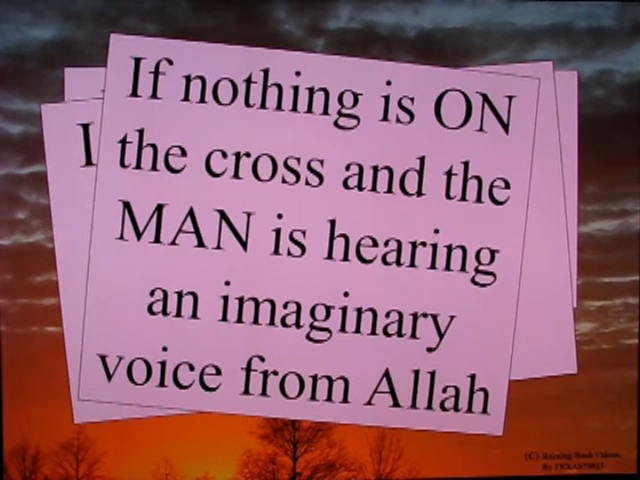 If nothing is ON
the cross and the
MAN is hearing
an imaginary
voice from Allah
I
(C)